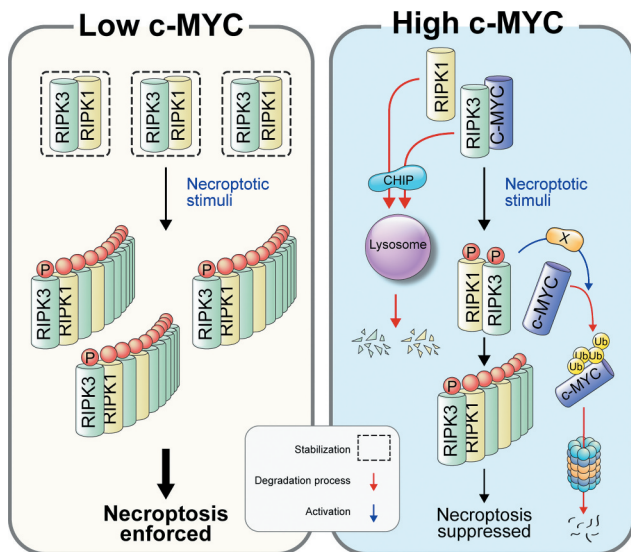 Low c-MYC
RIPK3
RIPK1
RIPK3
RIPK1
RIPK3
RIPK1
Necroptotic
stimuli
P
RIPK3
RIPK1
P
RIPK3
RIPK1
P
RIPK3
RIPK1
Necroptosis
enforced
High c-MYC
RIPK1
RIPK3
C-MYC
CHIP
Lysosome
Necroptotic
stimuli
X
P
P
RIPK1
RIPK3
c-MYC
Ub
Ub
Ub
Ub
c-MYC
P
RIPK3
RIPK1
Necroptosis
suppressed
Stabilization
Degradation process
Activation